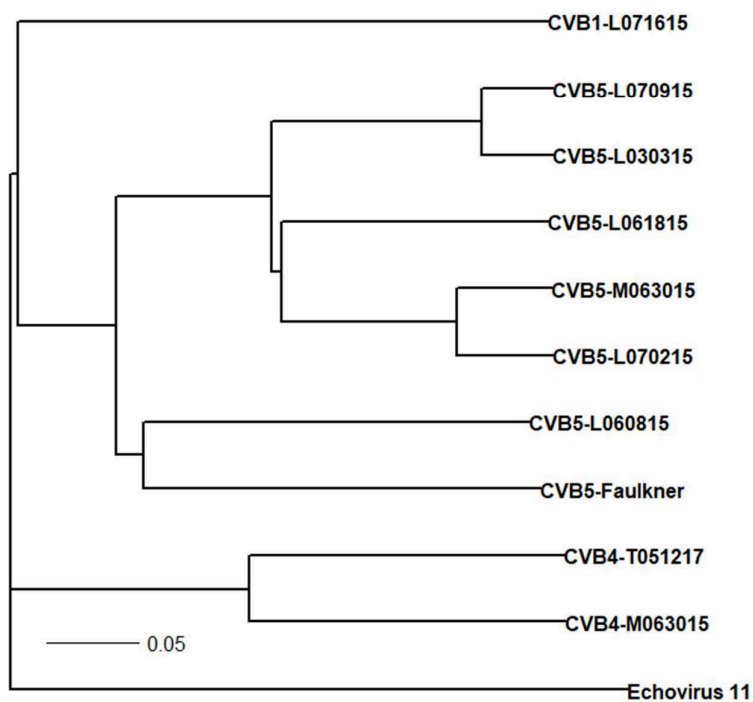 CVB1-L071615
CVB5-L070915
CVB5-L030315
CVB5-L061815
CVB5-M063015
CVB5-L070215
CVB5-L060815
CVB5-Faulkner
CVB4-T051217
CVB4-M063015
0.05
Echovirus 11